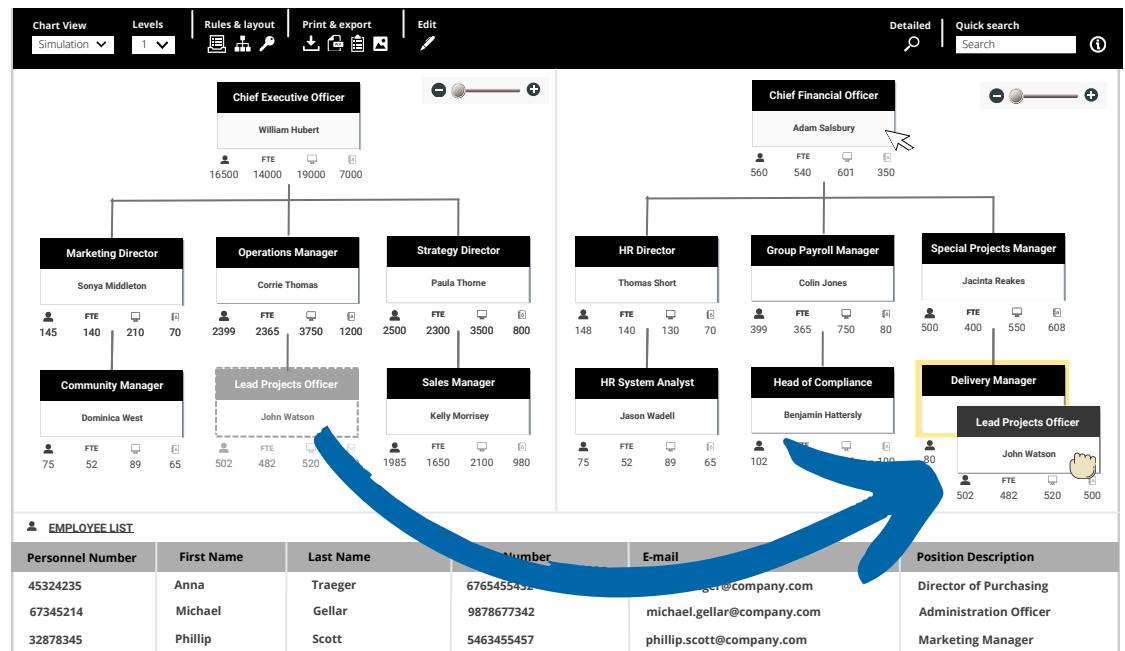 Chart View Levels Rules & layout Print & export Edit Detailed Quick search
Simulation 1 Search
Chief Executive Officer
William Hubert
FTE
16500 14000 19000 7000
Chief Financial Officer
Adam Salsbury
FTE
560 540 601 350
Marketing Director
Sonya Middleton
FTE
145 140 210 70
Operations Manager
Corrie Thomas
FTE
2399 2365 3750 1200
Strategy Director
Paula Thorne
FTE
2500 2300 3500 800
HR Director
Thomas Short
FTE
148 140 130 70
Group Payroll Manager
Colin Jones
FTE
399 365 750 80
Special Projects Manager
Jacinta Reakes
FTE
500 400 550 608
Community Manager
Dominica West
FTE
75 52 89 65
Lead Projects Officer
John Watson
FTE
502 482 520
Sales Manager
Kelly Morrisey
FTE
1985 1650 2100 980
HR System Analyst
Jason Wadell
FTE
75 52 89 65
Head of Compliance
Benjamin Hattersly
FTE
102
Delivery Manager
80
Lead Projects Officer
John Watson
FTE
502 482 520 500
EMPLOYEE LIST
Personnel Number First Name Last Name Number E-mail Position Description
45324235 Anna Traeger Director of Purchasing
67345214 Michael Gellar 9878677342 michael.gellar@company.com Administration Officer
32878345 Phillip Scott 5463455457 phillip.scott@company.com Marketing Manager